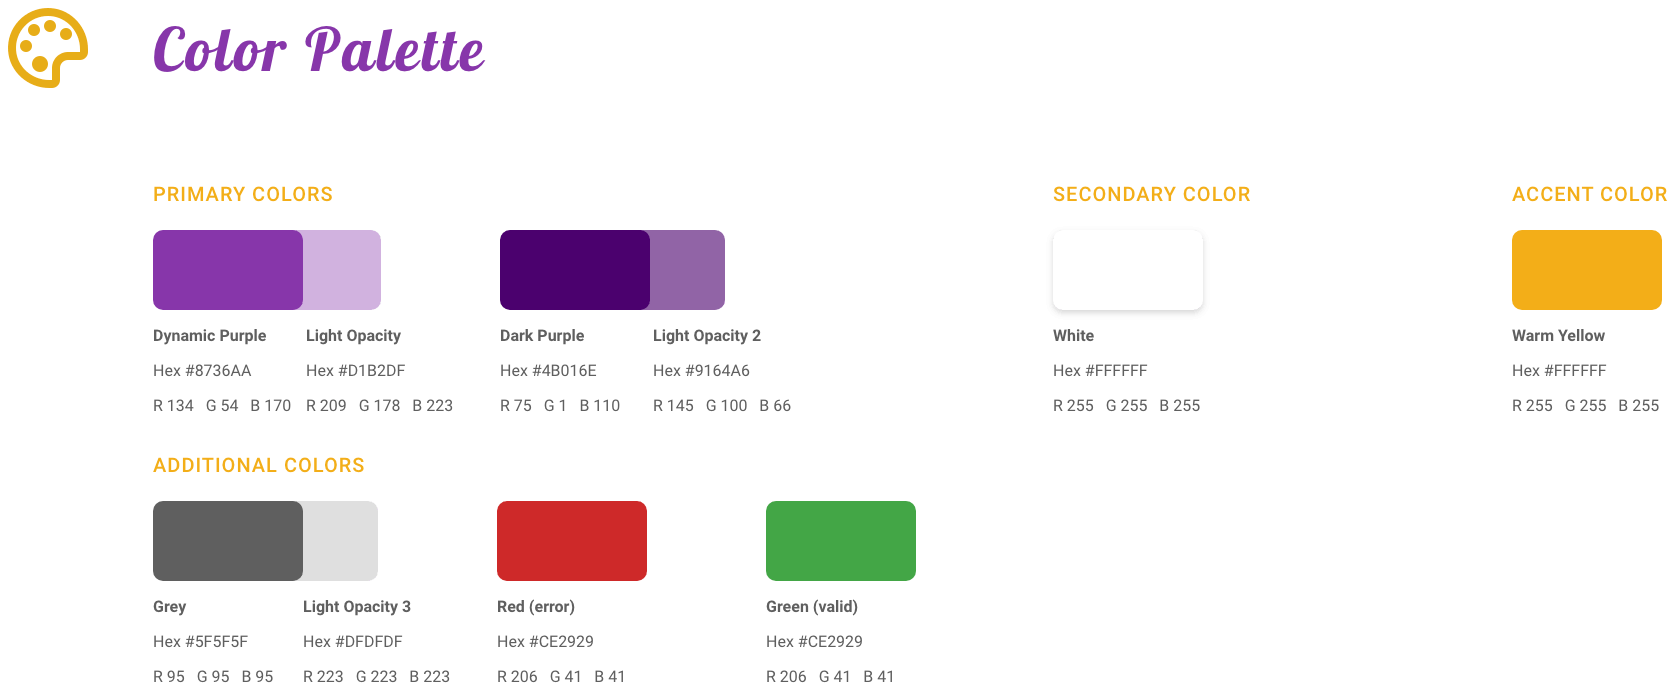 Color Palette
PRIMARY COLORS
SECONDARY COLOR
ACCENT COLOR
Dynamic Purple Light Opacity Dark Purple Light Opacity 2 White Warm Yellow
Hex #8736AA Hex #D1B2DF Hex #4B016E Hex #9164A6 Hex #FFFFFF Hex #FFFFFF
R 134 G 54 B 170 R 209 G 178 B 223 R 75 G 1 B 110 R 145 G 100 B 66 R 255 G 255 B 255 R 255 G 255 B 255
ADDITIONAL COLORS
Grey Light Opacity 3 Red (error) Green (valid)
Hex #5F5F5F Hex #DFDFDF Hex #CE2929 Hex #CE2929
R 95 G 95 B 95 R 223 G 223 B 223 R 206 G 41 B 41 R 206 G 41 B 41